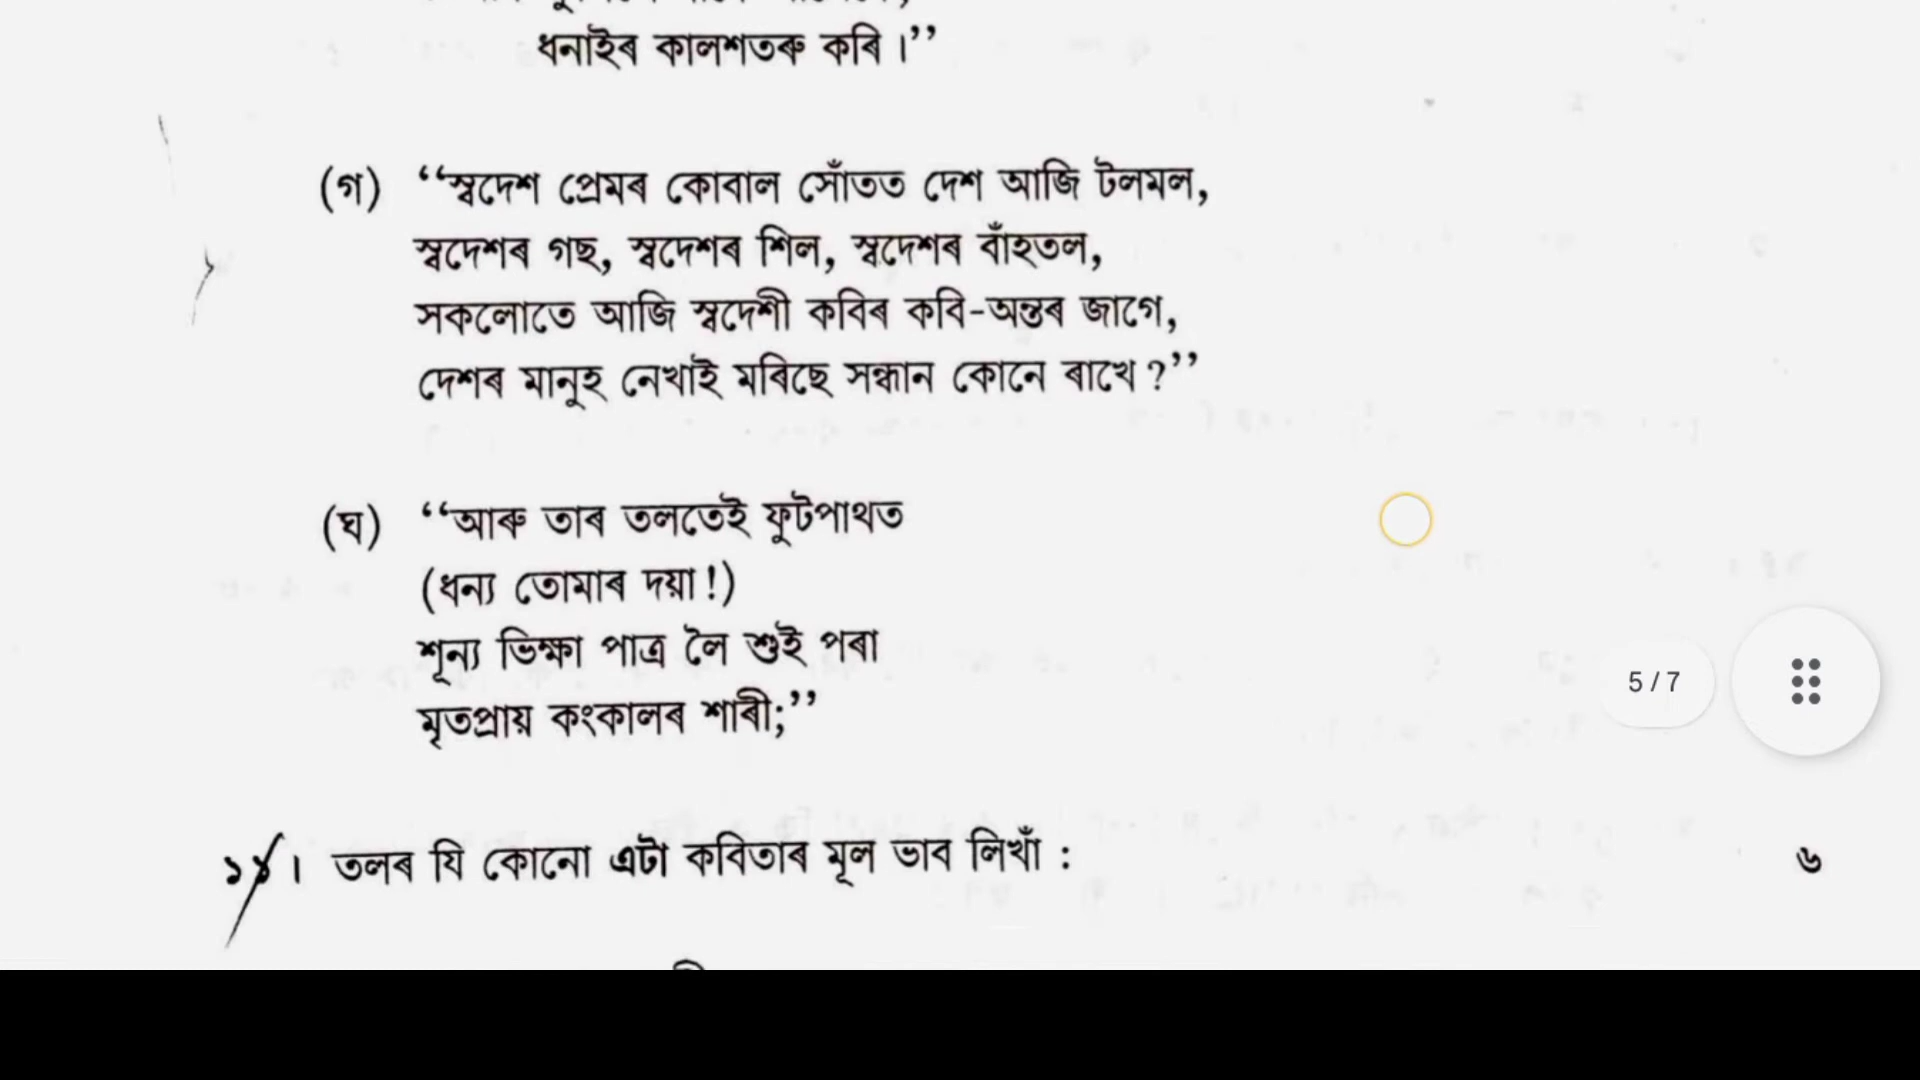 ধনাইৰ কালশতৰু কবি।’’
(গ) ‘‘স্বদেশ প্ৰেমৰ কোবাল সোঁতত দেশ আজি টলমল,
স্বদেশৰ গছ, স্বদেশৰ শিল, স্বদেশৰ বাঁহতল,
সকলোতে আজি স্বদেশী কবিৰ কবি-অন্তৰ জাগে,
দেশৰ মানুহ নেখাই মৰিছে সন্ধান কোনে ৰাখে?’’
(ঘ) ‘‘আৰু তাৰ তলতেই ফুটপাথত
(ধন্য তোমাৰ দয়া!)
শূন্য ভিক্ষা পাত্ৰ লৈ শুই পৰা
5 / 7
মৃতপ্ৰায় কংকালৰ শাৰী;’’
১১। তলৰ যি কোনো এটা কবিতাৰ মূল ভাব লিখাঁ : ৬